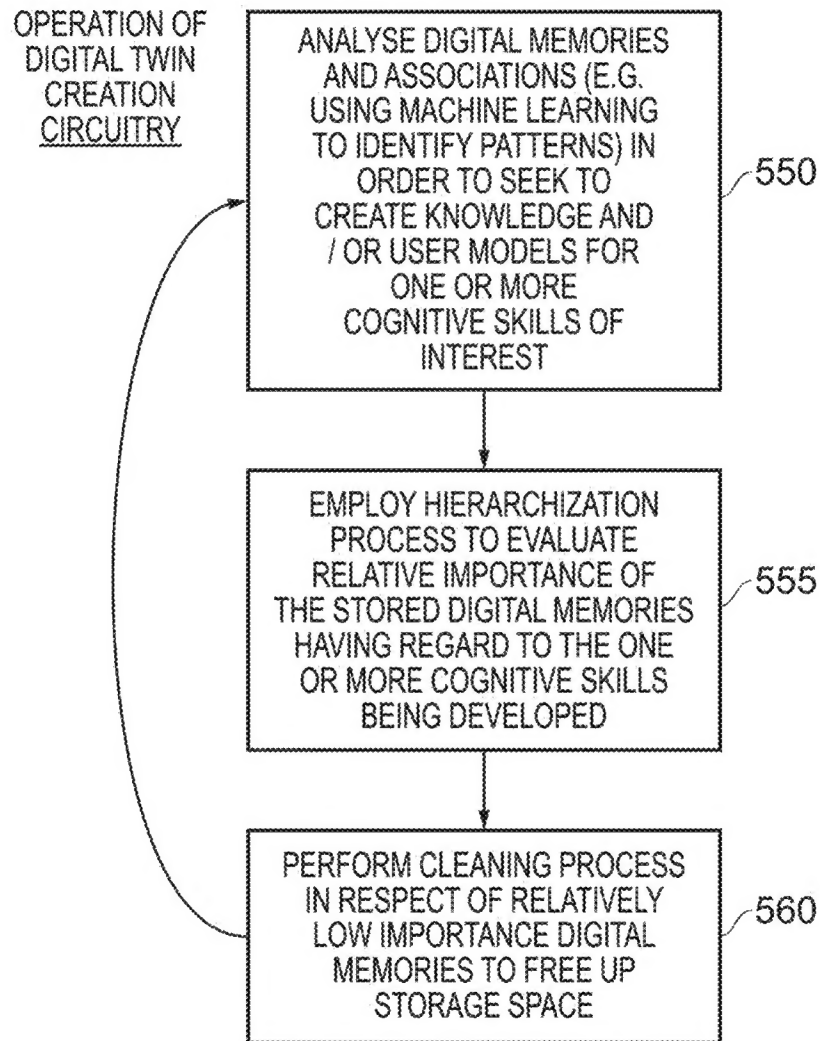 OPERATION OF
DIGITAL TWIN
CREATION
CIRCUITRY
ANALYSE DIGITAL MEMORIES
AND ASSOCIATIONS (E.G.
USING MACHINE LEARNING
TO IDENTIFY PATTERNS) IN
ORDER TO SEEK TO
CREATE KNOWLEDGE AND
/ OR USER MODELS FOR
ONE OR MORE
COGNITIVE SKILLS OF
INTEREST
550
EMPLOY HIERARCHIZATION
PROCESS TO EVALUATE
RELATIVE IMPORTANCE OF
THE STORED DIGITAL MEMORIES
HAVING REGARD TO THE ONE
OR MORE COGNITIVE SKILLS
BEING DEVELOPED
555
PERFORM CLEANING PROCESS
IN RESPECT OF RELATIVELY
LOW IMPORTANCE DIGITAL
MEMORIES TO FREE UP
STORAGE SPACE
560